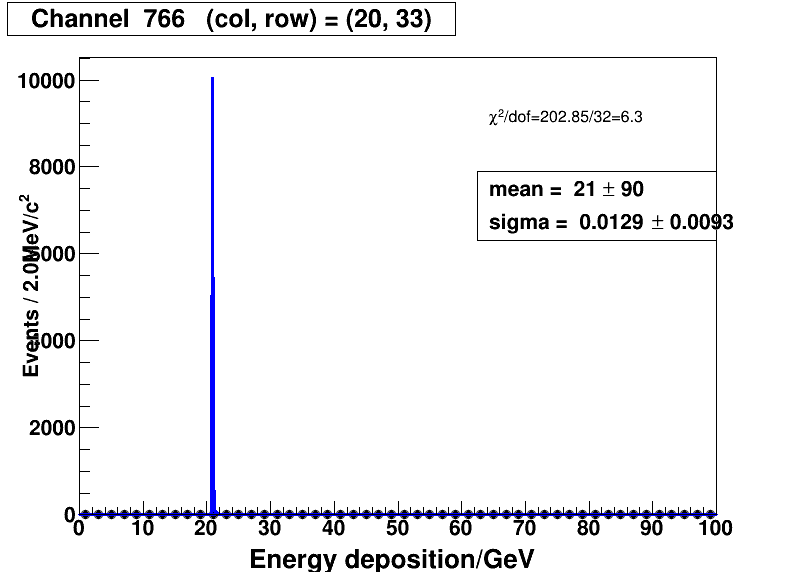 Channel 766 (col, row) = (20, 33)
10000
8000
6000
4000
2000
0
Events / 2.0MeV/c²
χ²/dof=202.85/32=6.3
mean = 21 ± 90
sigma = 0.0129 ± 0.0093
0 10 20 30 40 50 60 70 80 90 100
Energy deposition/GeV